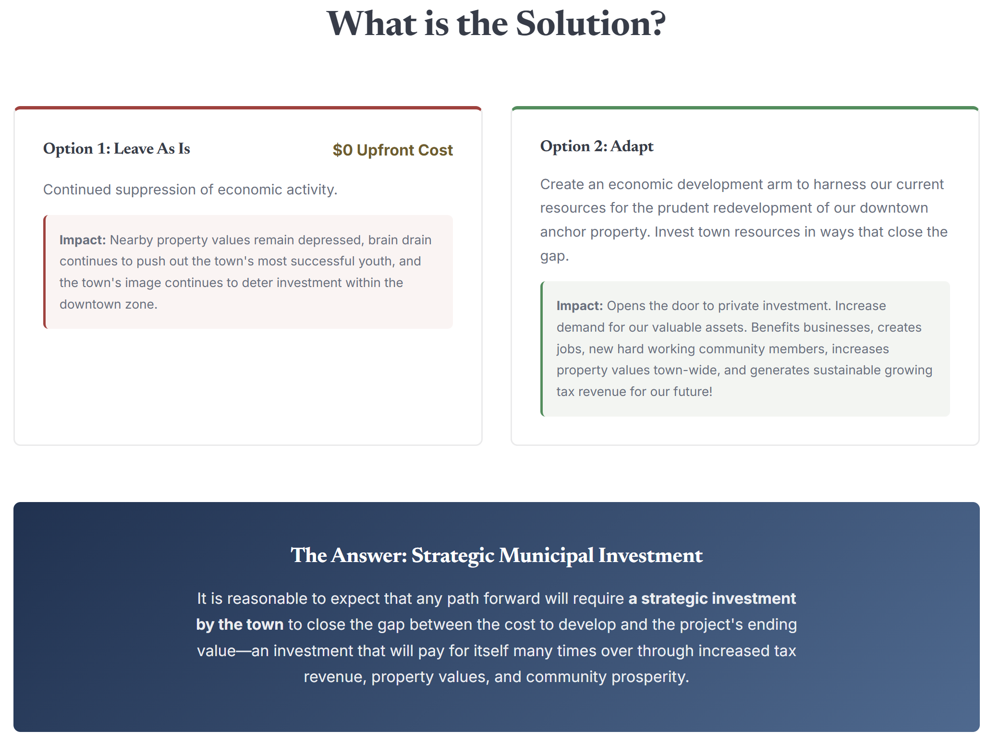 What is the Solution?
Option 1: Leave As Is
$0 Upfront Cost
Continued suppression of economic activity.
Impact: Nearby property values remain depressed, brain drain
continues to push out the town's most successful youth, and
the town's image continues to deter investment within the
downtown zone.
Option 2: Adapt
Create an economic development arm to harness our current
resources for the prudent redevelopment of our downtown
anchor property. Invest town resources in ways that close the
gap.
Impact: Opens the door to private investment. Increase
demand for our valuable assets. Benefits businesses, creates
jobs, new hard working community members, increases
property values town-wide, and generates sustainable growing
tax revenue for our future!
The Answer: Strategic Municipal Investment
It is reasonable to expect that any path forward will require a strategic investment
by the town to close the gap between the cost to develop and the project's ending
value—an investment that will pay for itself many times over through increased tax
revenue, property values, and community prosperity.